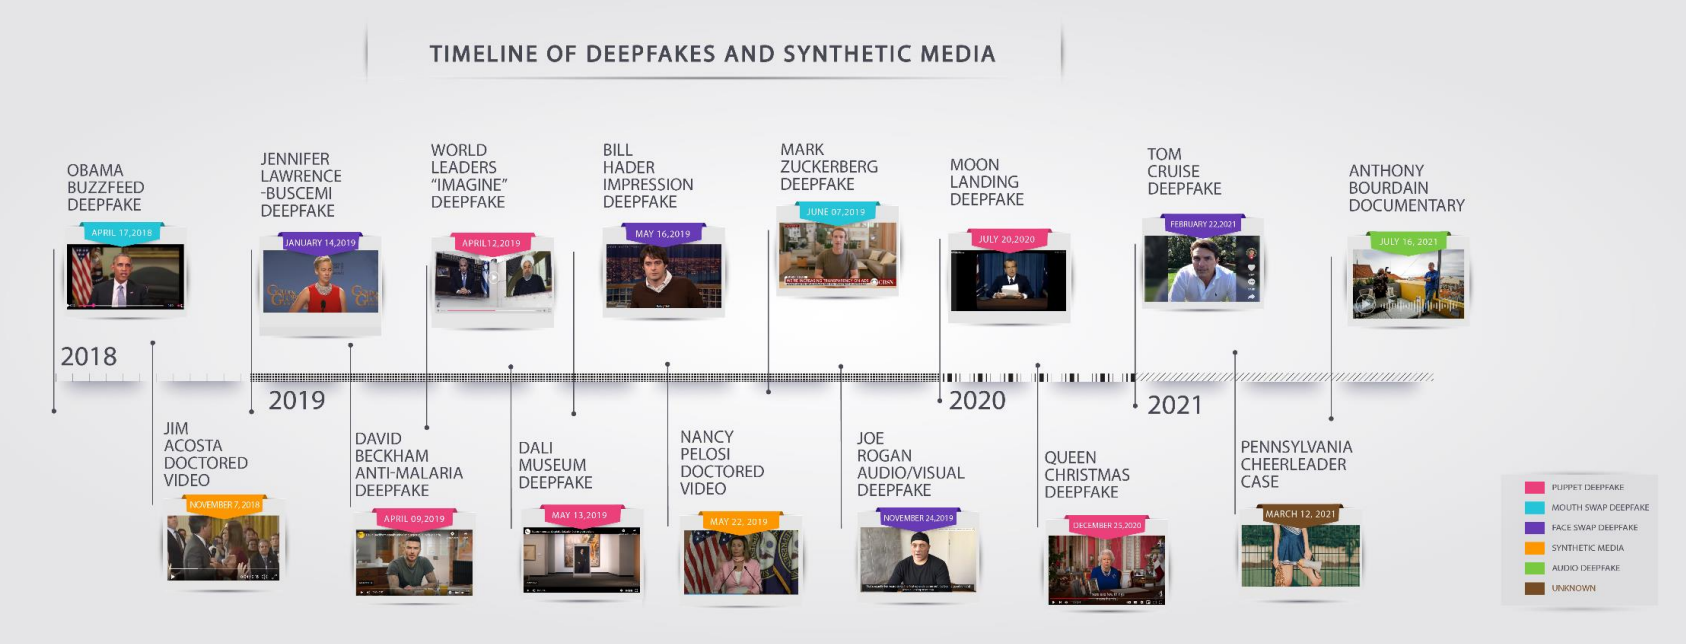 TIMELINE OF DEEPFAKES AND SYNTHETIC MEDIA
OBAMA
BUZZFEED
DEEPFAKE
APRIL 17,2018
JENNIFER
LAWRENCE
-BUSCEMI
DEEPFAKE
JANUARY 14,2019
WORLD
LEADERS
“IMAGINE”
DEEPFAKE
APRIL12,2019
BILL
HADER
IMPRESSION
DEEPFAKE
MAY 16,2019
MARK
ZUCKERBERG
DEEPFAKE
JUNE 07,2019
MOON
LANDING
DEEPFAKE
JULY 20,2020
TOM
CRUISE
DEEPFAKE
FEBRUARY 22,2021
ANTHONY
BOURDAIN
DOCUMENTARY
JULY 16, 2021
2018
2019
2020
2021
JIM
ACOSTA
DOCTORED
VIDEO
NOVEMBER 7, 2018
DAVID
BECKHAM
ANTI-MALARIA
DEEPFAKE
APRIL 09,2019
DALI
MUSEUM
DEEPFAKE
MAY 13,2019
NANCY
PELOSI
DOCTORED
VIDEO
MAY 22, 2019
JOE
ROGAN
AUDIO/VISUAL
DEEPFAKE
NOVEMBER 24,2019
QUEEN
CHRISTMAS
DEEPFAKE
DECEMBER 25,2020
PENNSYLVANIA
CHEERLEADER
CASE
MARCH 12, 2021
PUPPET DEEPFAKE
MOUTH SWAP DEEPFAKE
FACE SWAP DEEPFAKE
SYNTHETIC MEDIA
AUDIO DEEPFAKE
UNKNOWN